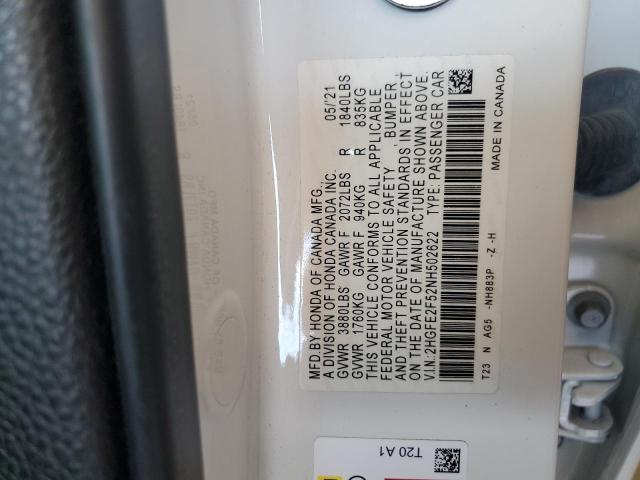 MFD.BY HONDA OF CANADA MFG., 05/'21
A DIVISION OF HONDA CANADA INC.
GVWR 3880LBS GAWR F 2072LBS R 1840LBS
GVWR 1760KG GAWR F 940KG R 835KG
THIS VEHICLE CONFORMS TO ALL APPLICABLE
FEDERAL MOTOR VEHICLE SAFETY , BUMPER ,
AND THEFT PREVENTION STANDARDS IN EFFECT
ON THE DATE OF MANUFACTURE SHOWN ABOVE.
V.I.N: 2HGFE2F52NH502622 TYPE: PASSENGER CAR
T23 N AG5 -NH883P -Z -H
MADE IN CANADA
T20 A1